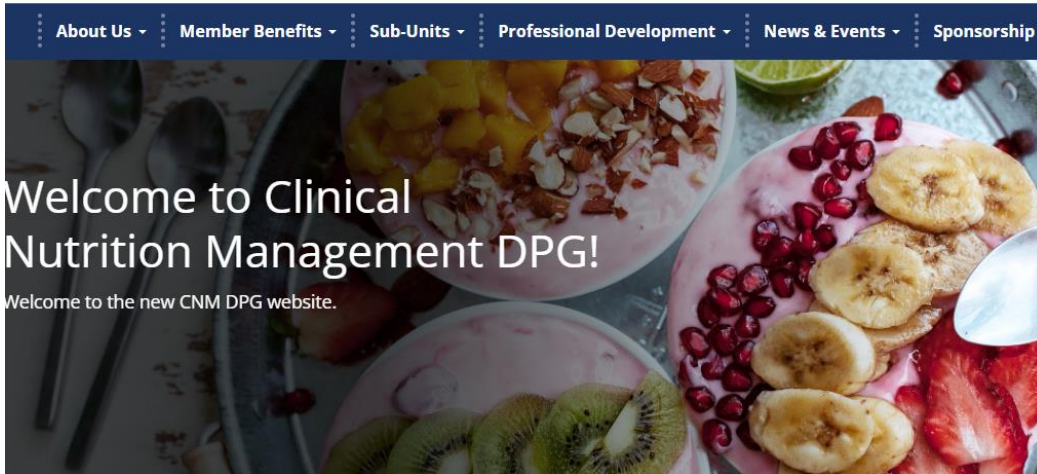 About Us Member Benefits Sub-Units Professional Development News & Events Sponsorship
Welcome to Clinical
Nutrition Management DPG!
Welcome to the new CNM DPG website.